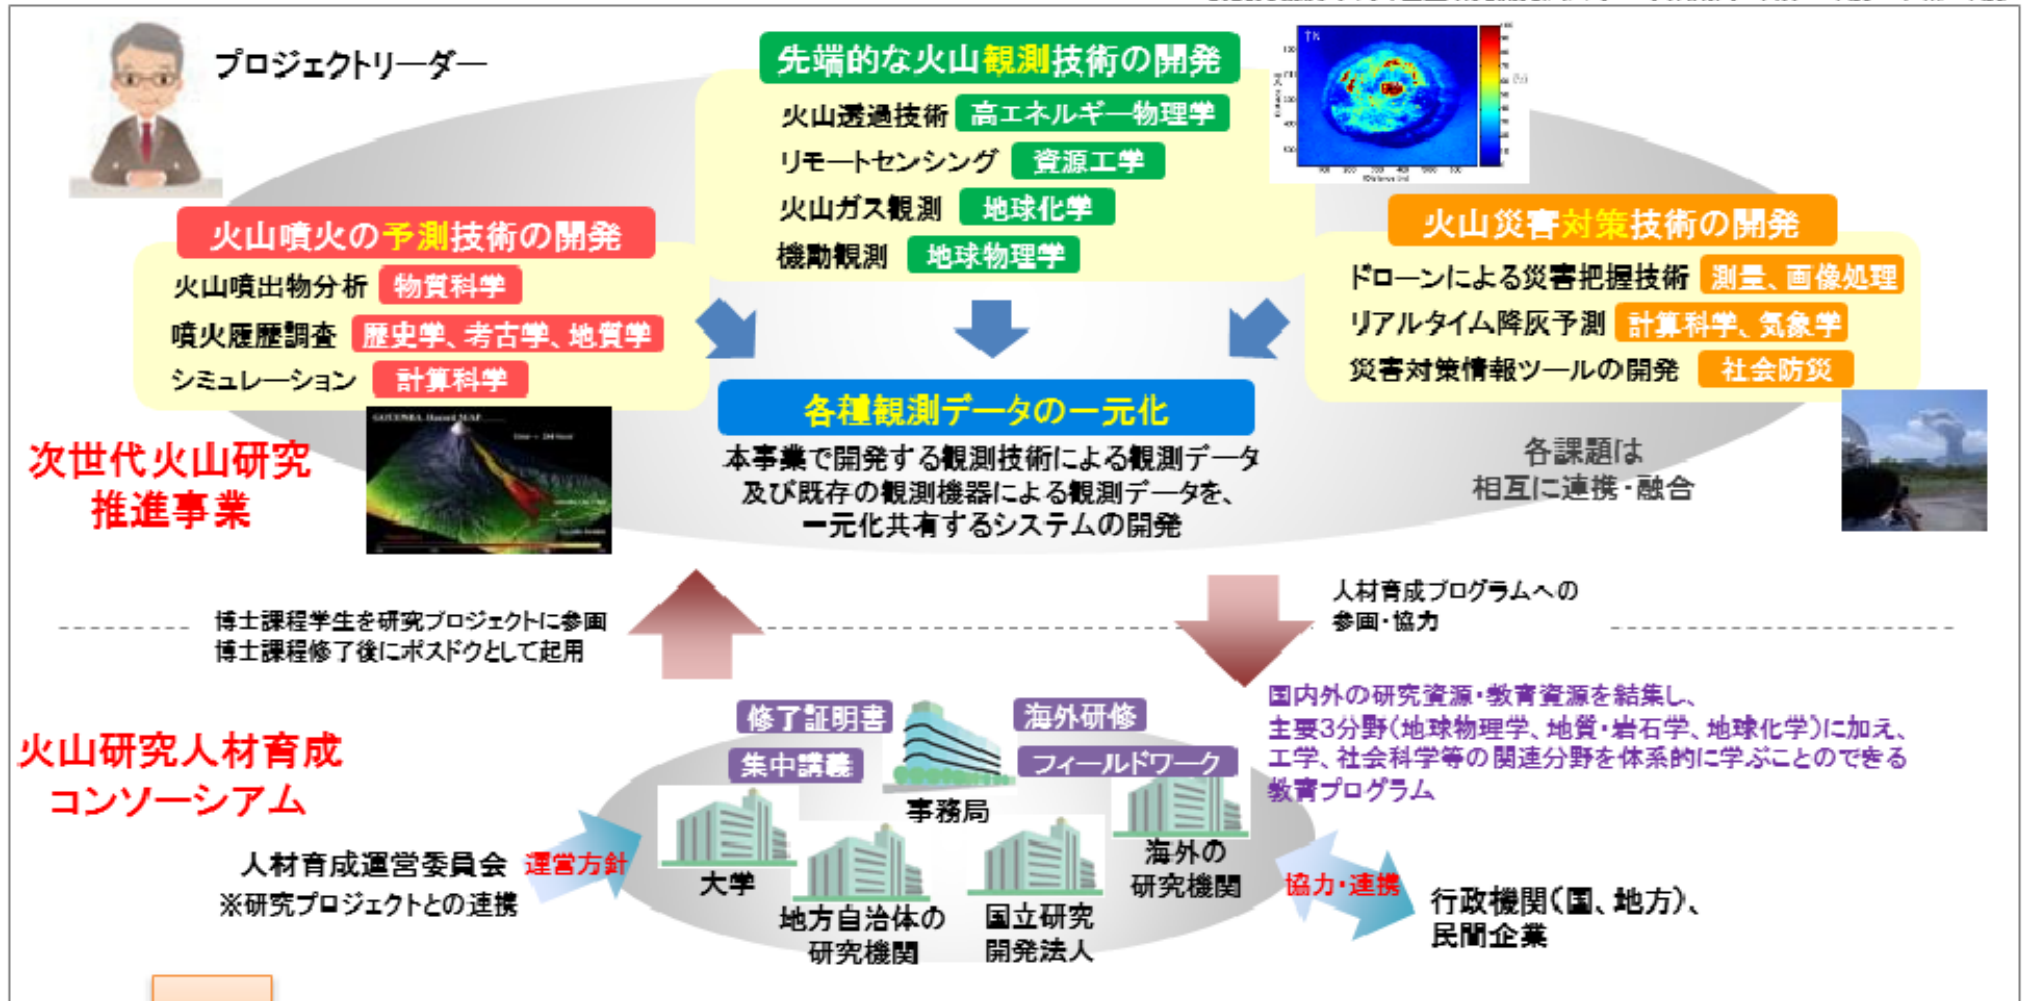 プロジェクトリーダー
先端的な火山観測技術の開発
火山透過技術 高エネルギー物理学
リモートセンシング 資源工学
火山ガス観測 地球化学
機動観測 地球物理学
火山噴火の予測技術の開発
火山噴出物分析 物質科学
噴火履歴調査 歴史学、考古学、地質学
シミュレーション 計算科学
火山災害対策技術の開発
ドローンによる災害把握技術 測量、画像処理
リアルタイム降灰予測 計算科学、気象学
災害対策情報ツールの開発 社会防災
各種観測データの一元化
本事業で開発する観測技術による観測データ
及び既存の観測機器による観測データを、
一元化共有するシステムの開発
次世代火山研究
推進事業
各課題は
相互に連携・融合
博士課程学生を研究プロジェクトに参画
博士課程修了後にポスドクとして起用
人材育成プログラムへの
参画・協力
火山研究人材育成
コンソーシアム
修了証明書
集中講義
海外研修
フィールドワーク
国内外の研究資源・教育資源を結集し、
主要3分野(地球物理学、地質・岩石学、地球化学)に加え、
工学、社会科学等の関連分野を体系的に学ぶことのできる
教育プログラム
事務局
大学
地方自治体の
研究機関
国立研究
開発法人
海外の
研究機関
人材育成運営委員会 運営方針
※研究プロジェクトとの連携
協力・連携
行政機関(国、地方)、
民間企業